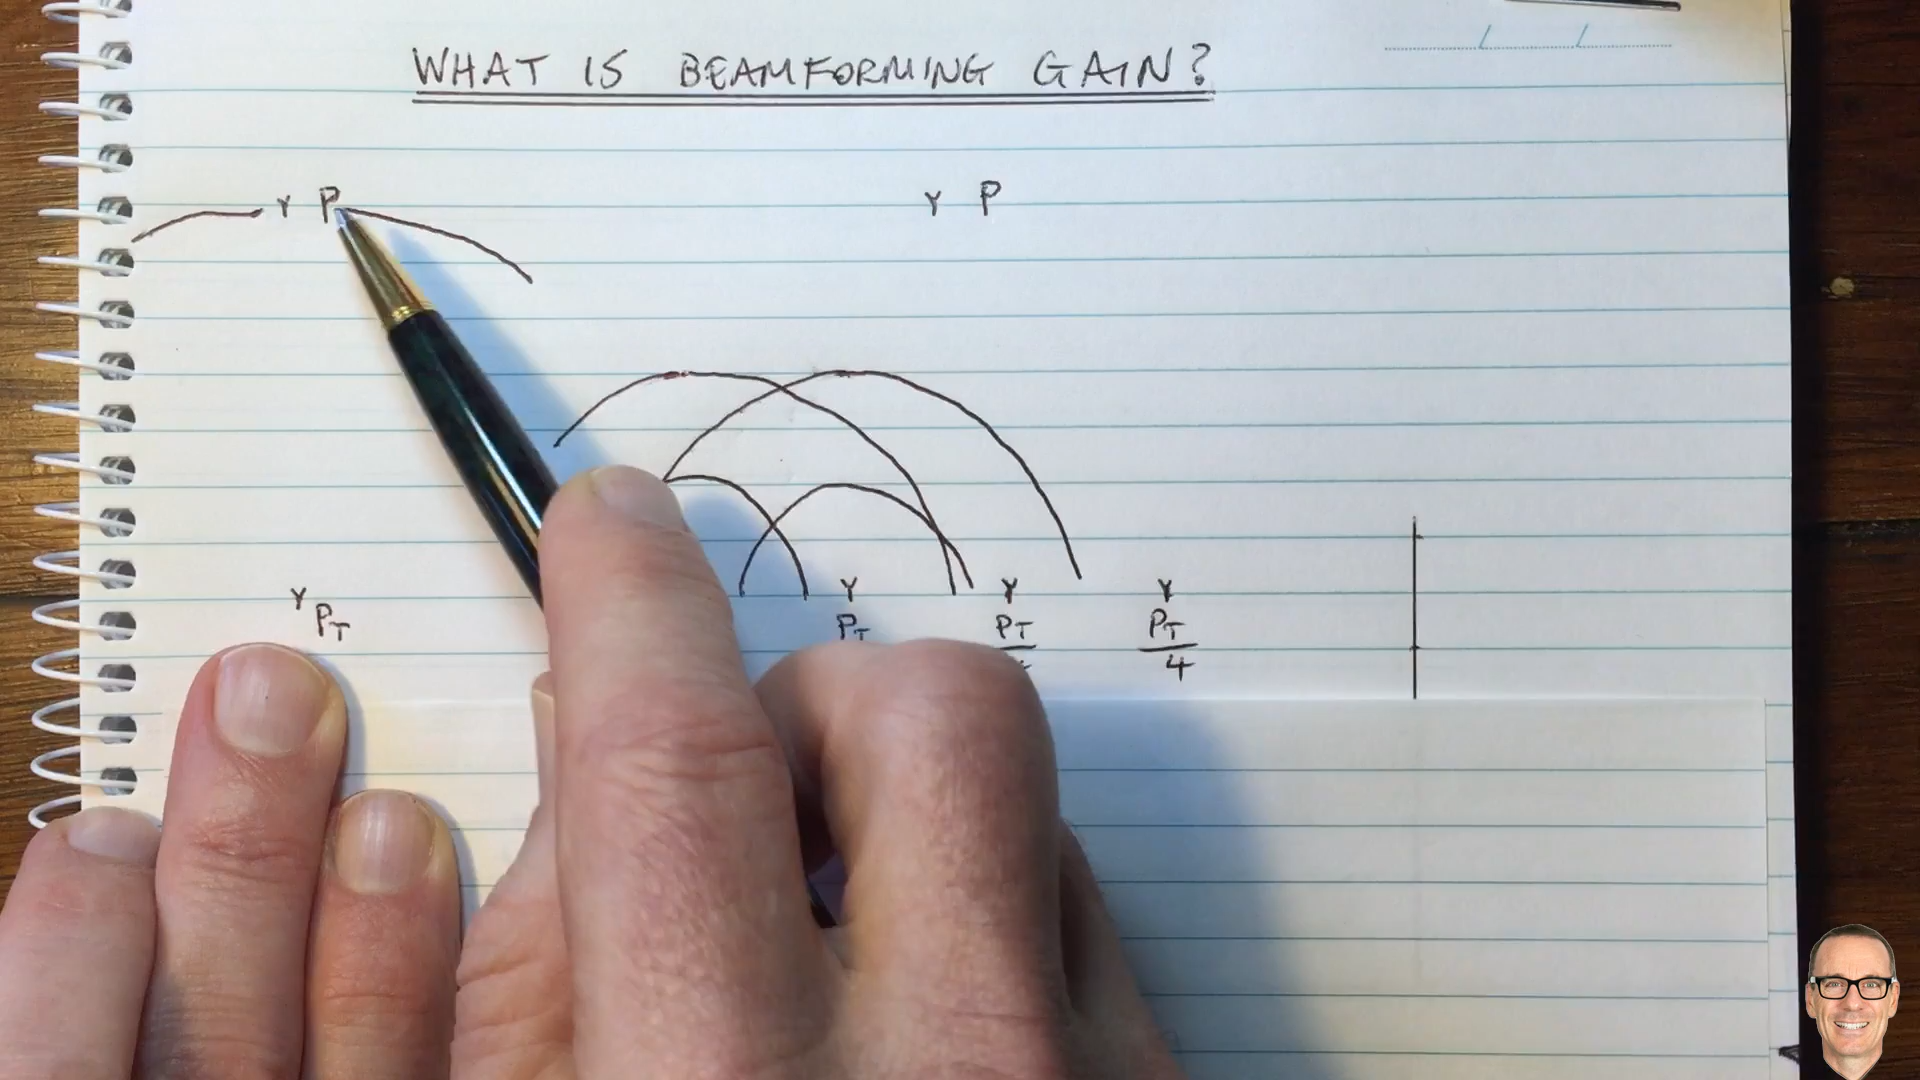 WHAT IS BEAMFORMING GAIN?
Y P Y P
Y Y Y Y
P_T P_T P_T P_T
4